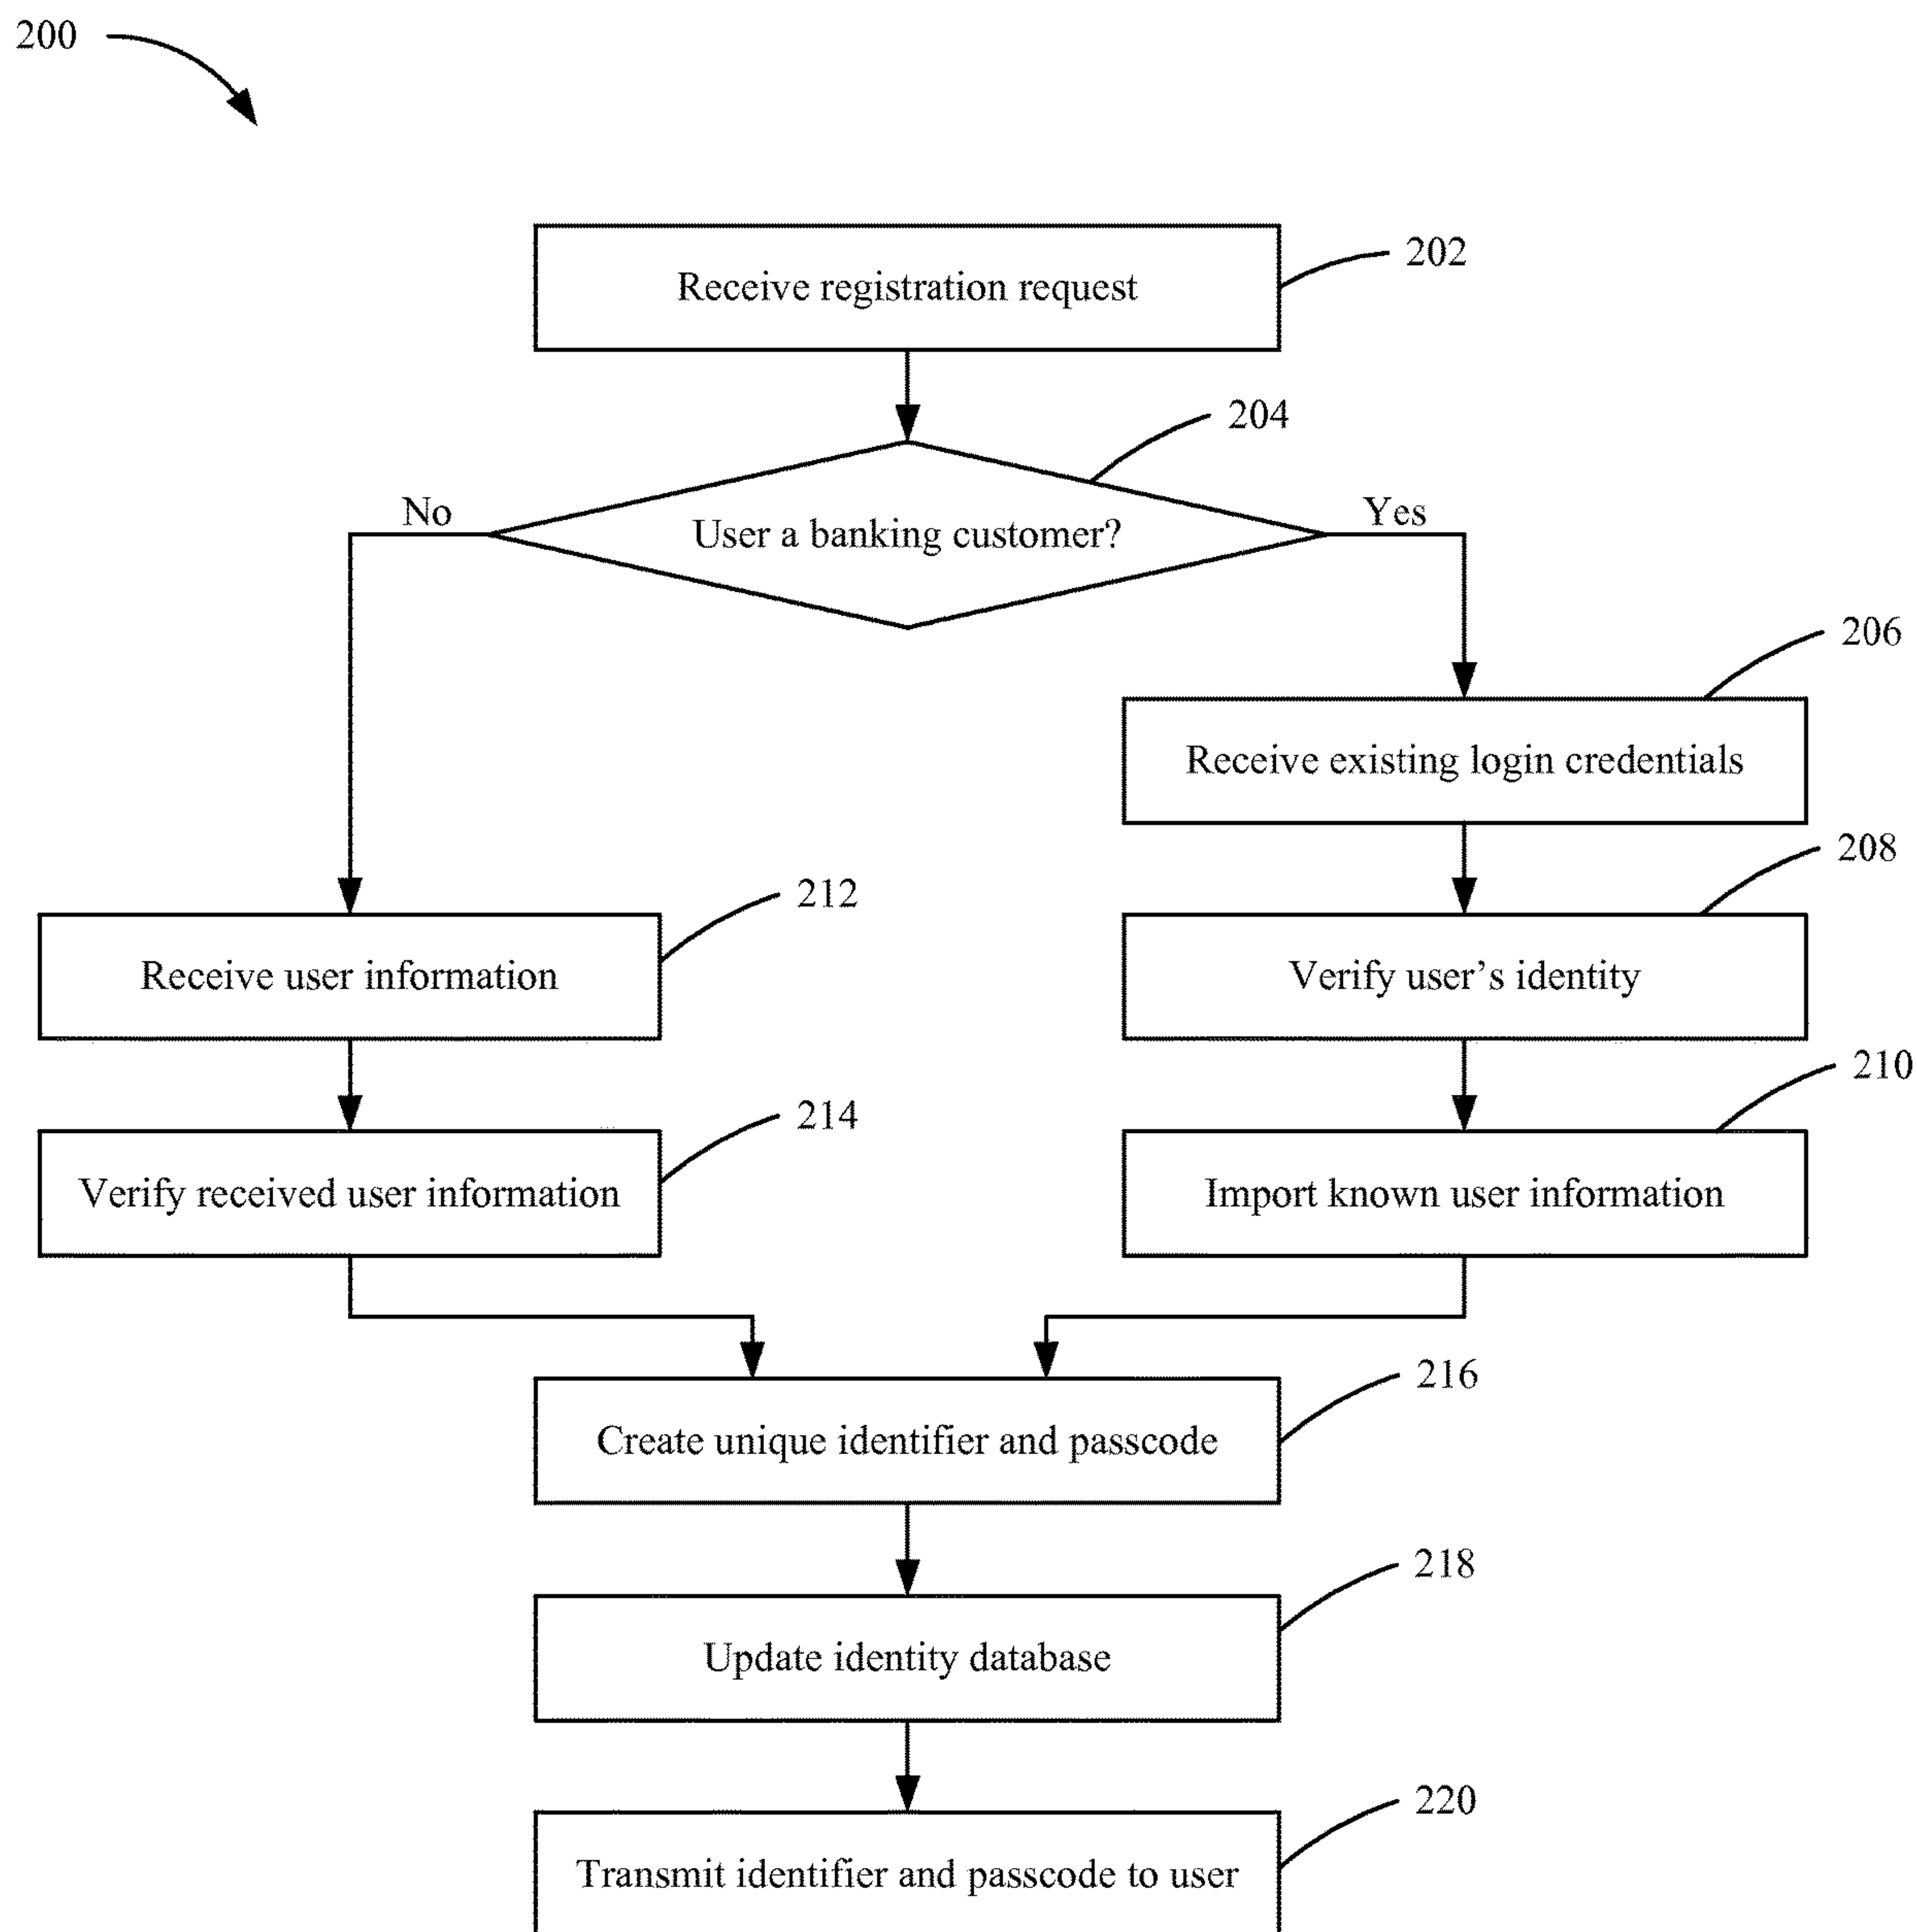 200
Receive registration request
202
204
No
User a banking customer?
Yes
206
Receive existing login credentials
208
212
Receive user information
Verify user’s identity
210
214
Verify received user information
Import known user information
216
Create unique identifier and passcode
218
Update identity database
220
Transmit identifier and passcode to user